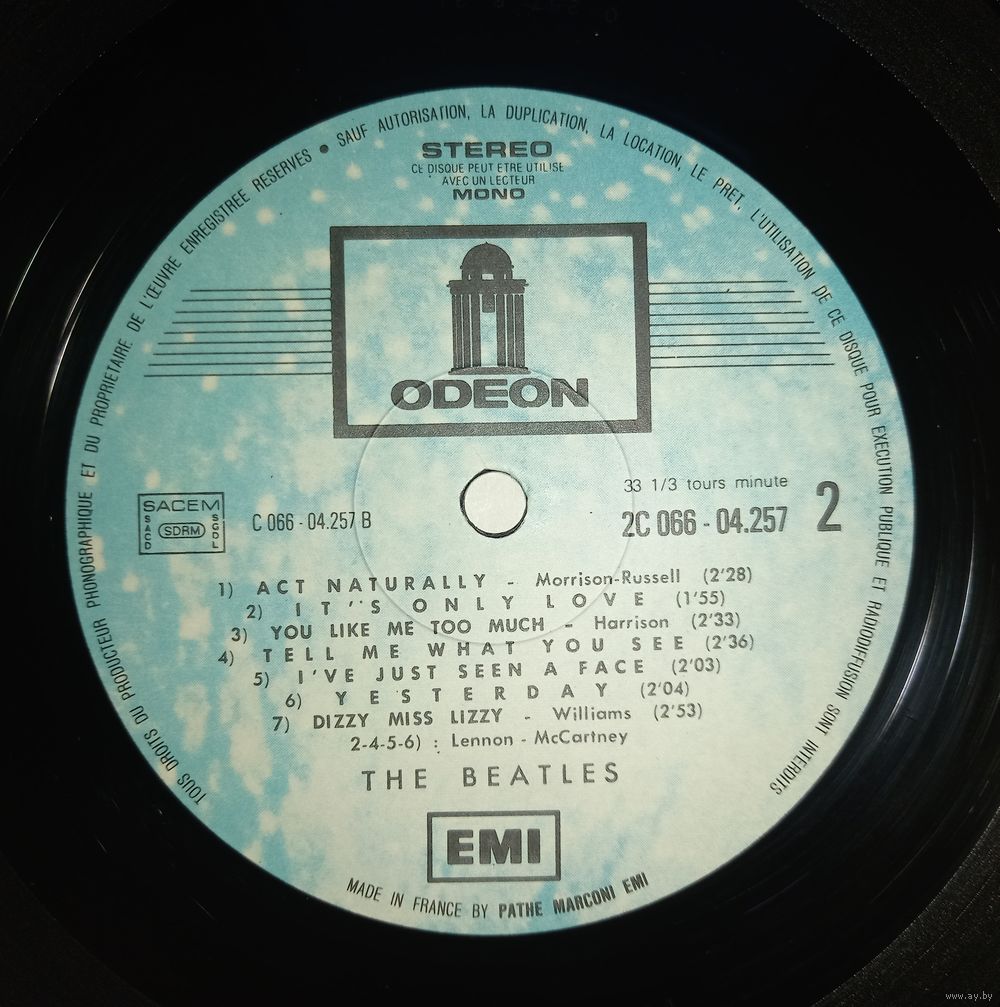 TOUS DROITS DU PRODUCTEUR PHONOGRAPHIQUE ET DU PROPRIETAIRE DE L'ŒUVRE ENREGISTREE RESERVES • SAUF AUTORISATION, LA DUPLICATION, LA LOCATION, LE PRET, L'UTILISATION DE CE DISQUE POUR EXECUTION PUBLIQUE ET RADIODIFFUSION SONT INTERDITS
STEREO
CE DISQUE PEUT ETRE UTILISE
AVEC UN LECTEUR
MONO
ODEON
SACEM
SACD
SDRM
SGDL
C 066 - 04.257 B
33 1/3 tours minute
2C 066 - 04.257
2
1) ACT NATURALLY - Morrison-Russell (2'28)
2) IT''S ONLY LOVE (1'55)
3) YOU LIKE ME TOO MUCH - Harrison (2'33)
4) TELL ME WHAT YOU SEE (2'36)
5) I'VE JUST SEEN A FACE (2'03)
6) YESTERDAY (2'04)
7) DIZZY MISS LIZZY - Williams (2'53)
2-4-5-6) : Lennon - McCartney
THE BEATLES
EMI
MADE IN FRANCE BY PATHE MARCONI EMI
www.ay.by